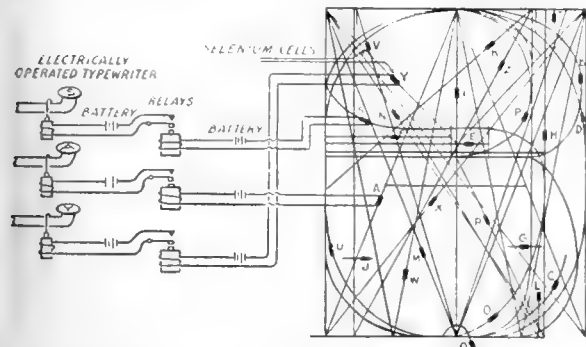 SELENIUM CELLS
ELECTRICALLY
OPERATED TYPEWRITER
BATTERY
RELAYS
BATTERY
S
A
Y
V
K
Z
I
Y
N
P
D
E
H
A
X
P
G
U
J
M
W
C
L
O
Q